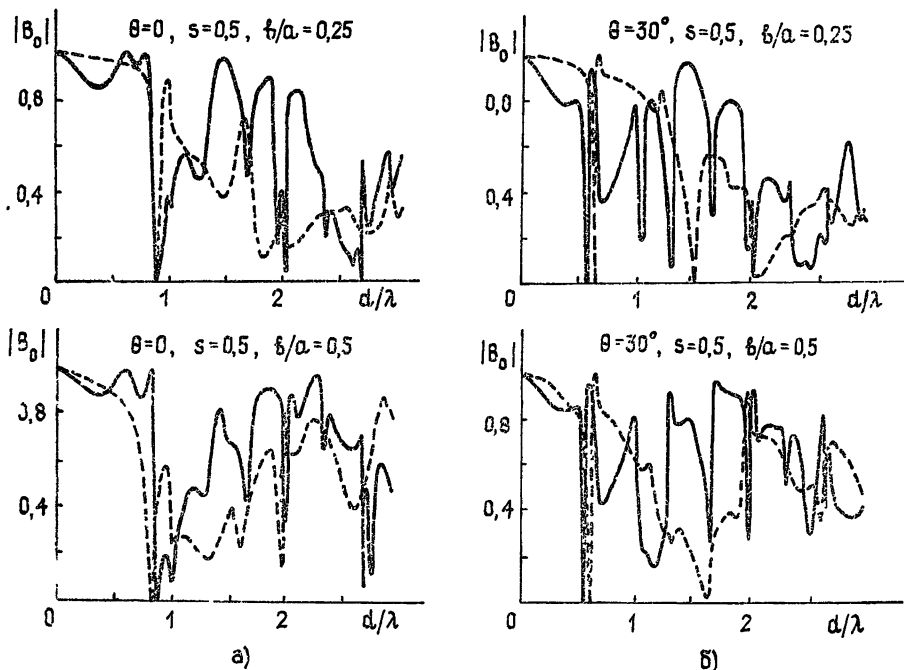 |B₀| θ=0, s=0,5, в/a=0,25
0,8
0,4
0 1 2 d/λ
|B₀| θ=30°, s=0,5, в/a=0,25
0,8
0,4
0 1 2 d/λ
|B₀| θ=0, s=0,5, в/a=0,5
0,8
0,4
0 1 2 d/λ
а)
|B₀| θ=30°, s=0,5, в/a=0,5
0,8
0,4
0 1 2 d/λ
б)